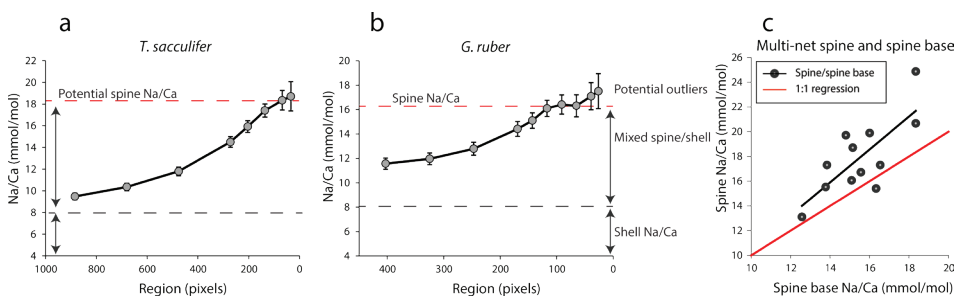 a
T. sacculifer
Na/Ca (mmol/mol)
22
20
18
16
14
12
10
8
6
4
Potential spine Na/Ca
1000
800
600
400
200
0
Region (pixels)
b
G. ruber
Na/Ca (mmol/mol)
22
20
18
16
14
12
10
8
6
4
Spine Na/Ca
Potential outliers
Mixed spine/shell
Shell Na/Ca
400
300
200
100
0
Region (pixels)
c
Multi-net spine and spine base
Spine Na/Ca (mmol/mol)
26
24
22
20
18
16
14
12
10
Spine/spine base
1:1 regression
10
12
14
16
18
20
Spine base Na/Ca (mmol/mol)